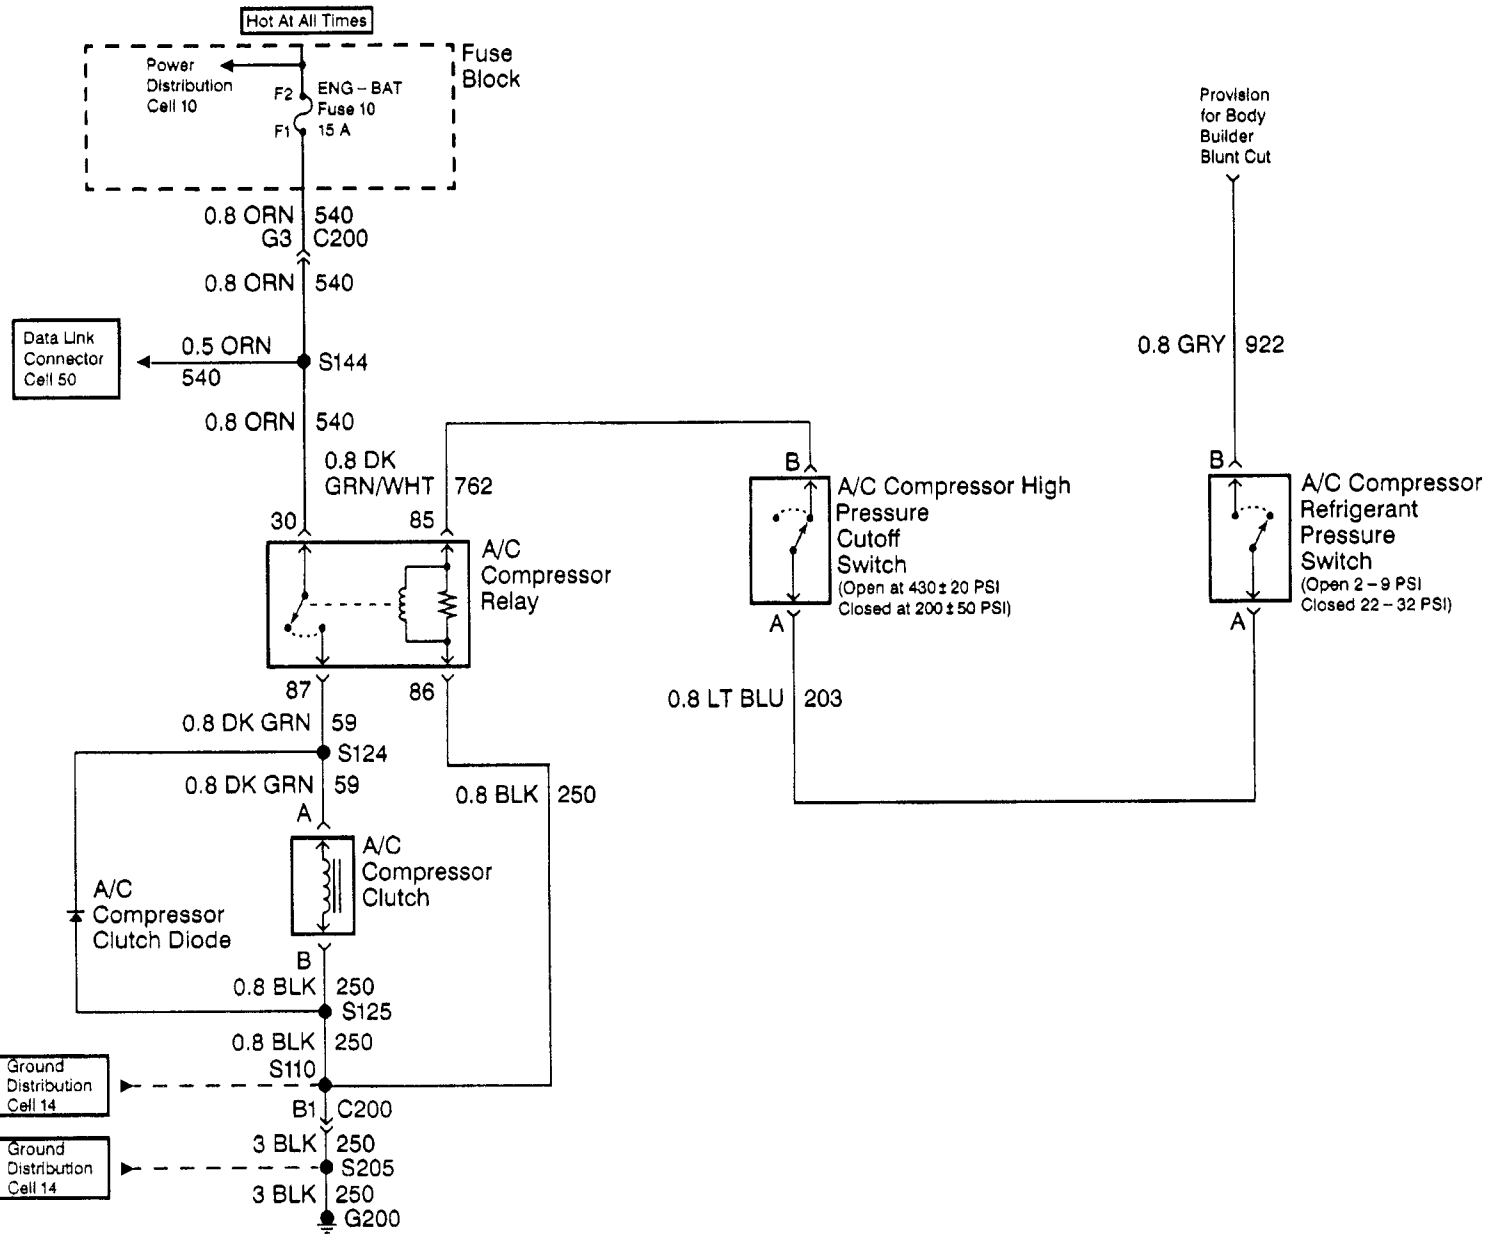 Hot At All Times
Power
Distribution
Cell 10
F2
F1
ENG – BAT
Fuse 10
15 A
Fuse
Block
0.8 ORN 540
G3 C200
0.8 ORN 540
Data Link
Connector
Cell 50
0.5 ORN
540
S144
0.8 ORN 540
0.8 DK
GRN/WHT 762
30
85
A/C
Compressor
Relay
87
86
0.8 DK GRN 59
S124
0.8 DK GRN 59
0.8 BLK 250
A
A/C
Compressor
Clutch
A/C
Compressor
Clutch Diode
B
0.8 BLK 250
S125
0.8 BLK 250
S110
Ground
Distribution
Cell 14
B1 C200
3 BLK 250
Ground
Distribution
Cell 14
S205
3 BLK 250
G200
B
A/C Compressor High
Pressure
Cutoff
Switch
(Open at 430 ± 20 PSI
Closed at 200 ± 50 PSI)
A
0.8 LT BLU 203
Provision
for Body
Builder
Blunt Cut
0.8 GRY 922
B
A/C Compressor
Refrigerant
Pressure
Switch
(Open 2 – 9 PSI
Closed 22 – 32 PSI)
A